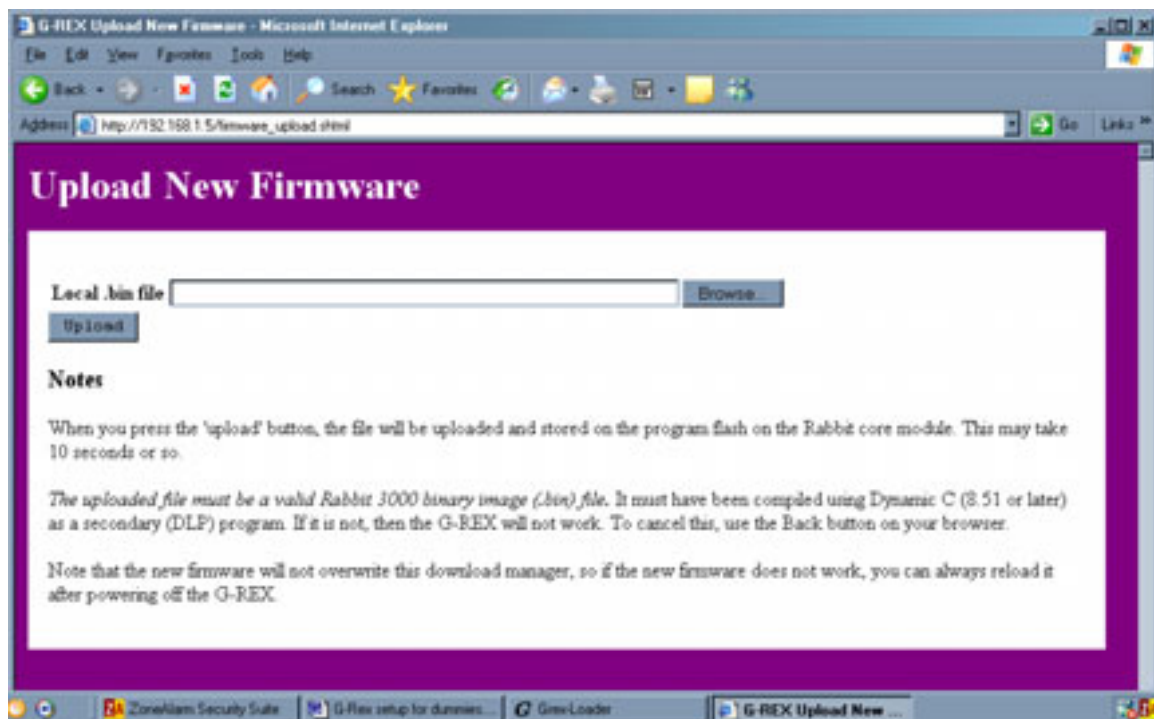 G-REX Upload New Firmware - Microsoft Internet Explorer
File Edit View Favorites Tools Help
Back Search Favorites
Address http://192.168.1.5/firmware_upload.shtml Go Links »
Upload New Firmware
Local .bin file Browse...
Upload
Notes
When you press the 'upload' button, the file will be uploaded and stored on the program flash on the Rabbit core module. This may take
10 seconds or so.
The uploaded file must be a valid Rabbit 3000 binary image (.bin) file. It must have been compiled using Dynamic C (8.51 or later)
as a secondary (DLP) program. If it is not, then the G-REX will not work. To cancel this, use the Back button on your browser.
Note that the new firmware will not overwrite this download manager, so if the new firmware does not work, you can always reload it
after powering off the G-REX.
ZoneAlarm Security Suite G-Rex setup for dummies... Grex-Loader G-REX Upload New ...